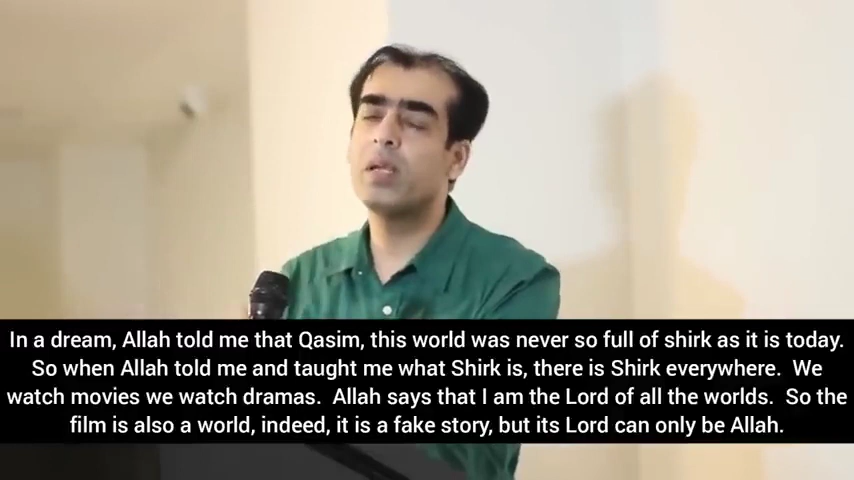 In a dream, Allah told me that Qasim, this world was never so full of shirk as it is today.
So when Allah told me and taught me what Shirk is, there is Shirk everywhere.  We
watch movies we watch dramas.  Allah says that I am the Lord of all the worlds.  So the
film is also a world, indeed, it is a fake story, but its Lord can only be Allah.